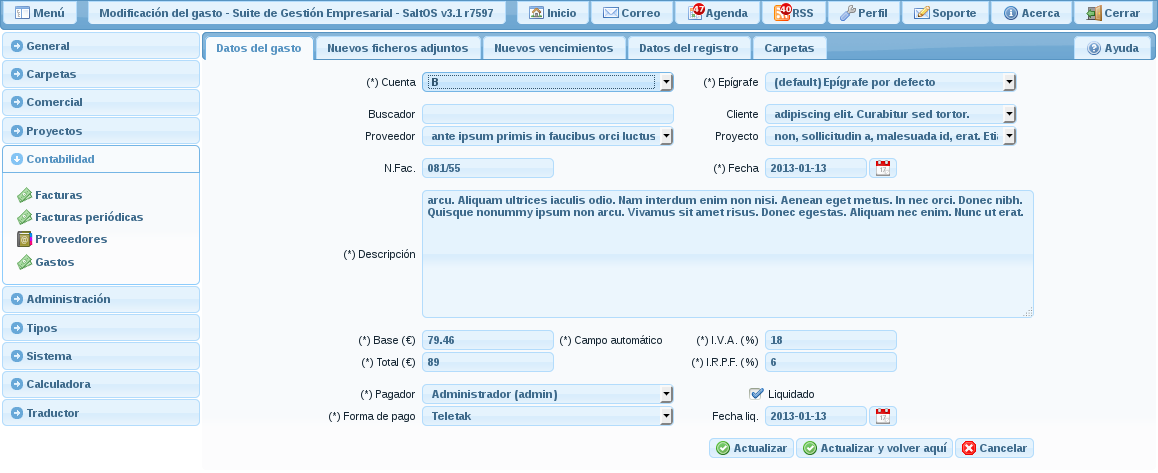 Menú
Modificación del gasto - Suite de Gestión Empresarial - SaltOS v3.1 r7597
Inicio
Correo
47
Agenda
40
RSS
Perfil
Soporte
Acerca
Cerrar
General
Carpetas
Comercial
Proyectos
Contabilidad
Facturas
Facturas periódicas
Proveedores
Gastos
Administración
Tipos
Sistema
Calculadora
Traductor
Datos del gasto
Nuevos ficheros adjuntos
Nuevos vencimientos
Datos del registro
Carpetas
Ayuda
(*) Cuenta B
(*) Epígrafe (default) Epígrafe por defecto
Buscador
Cliente adipiscing elit. Curabitur sed tortor.
Proveedor ante ipsum primis in faucibus orci luctus
Proyecto non, sollicitudin a, malesuada id, erat. Etia
N.Fac. 081/55
(*) Fecha 2013-01-13
(*) Descripción
arcu. Aliquam ultrices iaculis odio. Nam interdum enim non nisi. Aenean eget metus. In nec orci. Donec nibh.
Quisque nonummy ipsum non arcu. Vivamus sit amet risus. Donec egestas. Aliquam nec enim. Nunc ut erat.
(*) Base (€) 79.46 (*) Campo automático
(*) I.V.A. (%) 18
(*) Total (€) 89
(*) I.R.P.F. (%) 6
(*) Pagador Administrador (admin)
Liquidado
(*) Forma de pago Teletak
Fecha liq. 2013-01-13
Actualizar
Actualizar y volver aquí
Cancelar